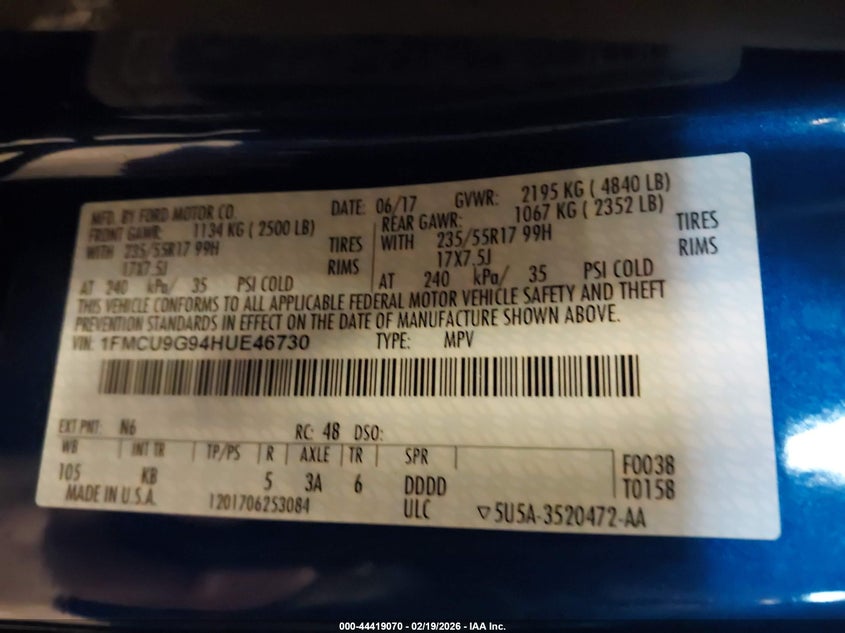 MFD. BY FORD MOTOR CO. DATE: 06/17 GVWR: 2195 KG ( 4840 LB)
FRONT GAWR: 1134 KG ( 2500 LB) REAR GAWR: 1067 KG ( 2352 LB)
WITH 235/55R17 99H TIRES WITH 235/55R17 99H TIRES
17X7.5J RIMS 17X7.5J RIMS
AT 240 kPa/ 35 PSI COLD AT 240 kPa/ 35 PSI COLD
THIS VEHICLE CONFORMS TO ALL APPLICABLE FEDERAL MOTOR VEHICLE SAFETY AND THEFT
PREVENTION STANDARDS IN EFFECT ON THE DATE OF MANUFACTURE SHOWN ABOVE.
VIN: 1FMCU9G94HUE46730 TYPE: MPV
EXT PNT: N6 RC: 48 DSO:
WB INT TR TP/PS R AXLE TR SPR
105 KB 5 3A 6 DDDD F0038
MADE IN U.S.A. 1201706253084 ULC T0158
▽5U5A-3520472-AA
000-44419070 - 02/19/2026 - IAA Inc.